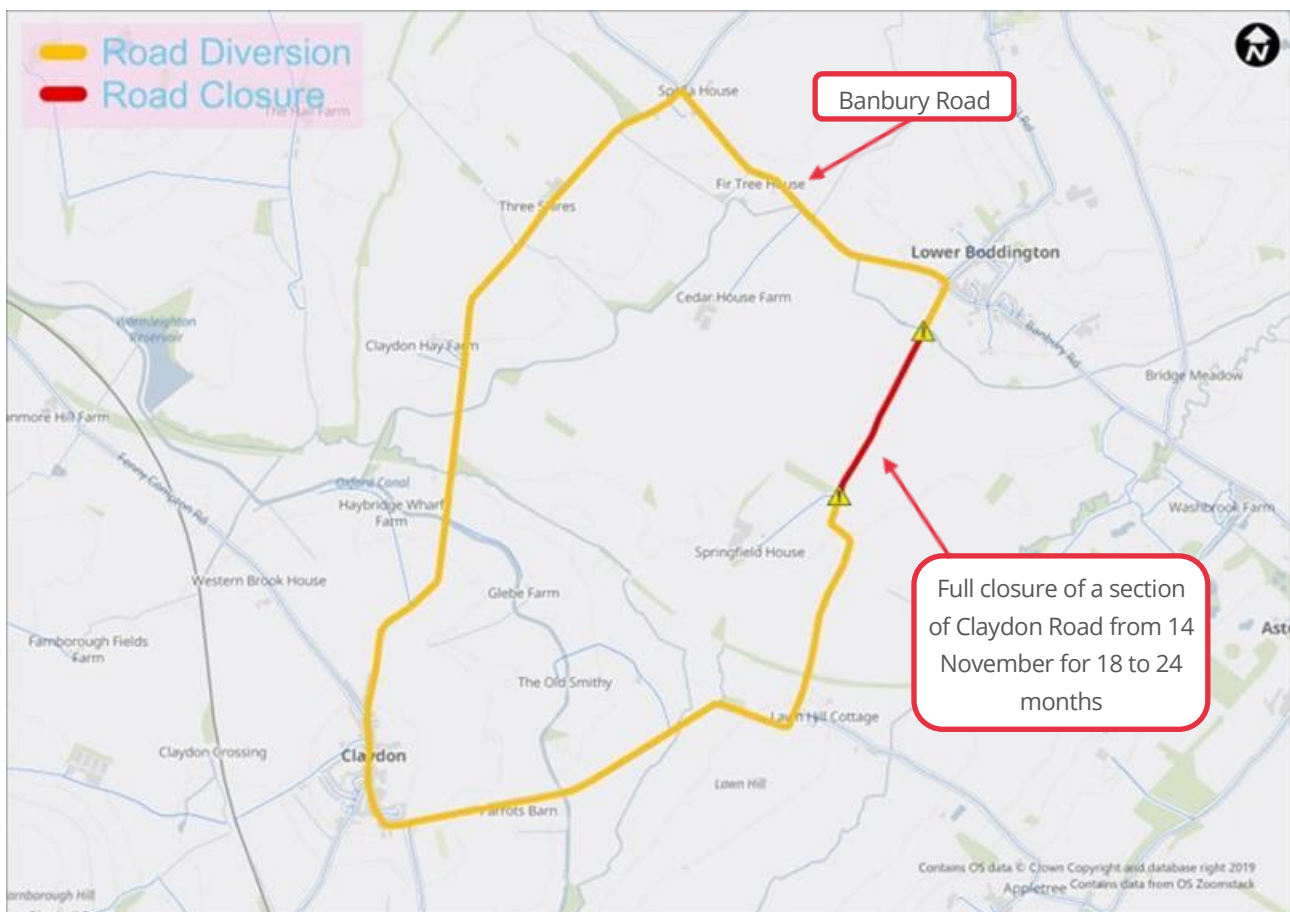 Road Diversion
Road Closure
The Hall Farm
N
Banbury Road
Fir Tree House
Three Shires
Lower Boddington
Cedar House Farm
Banbury Rd
Wormleighton
Reservoir
Claydon Hay Farm
Bridge Meadow
anmore Hill Farm
Fenny Compton Rd
Oxford Canal
Haybridge Wharf
Farm
Washbrook Farm
Springfield House
Western Brook House
Glebe Farm
Full closure of a section
of Claydon Road from 14
November for 18 to 24
months
Farnborough Fields
Farm
The Old Smithy
Lawn Hill Cottage
Claydon Crossing
Claydon
Lawn Hill
Parrots Barn
Contains OS data © Crown Copyright and database right 2019
Appletree
Contains data from OS Zoomstack
arnborough Hill